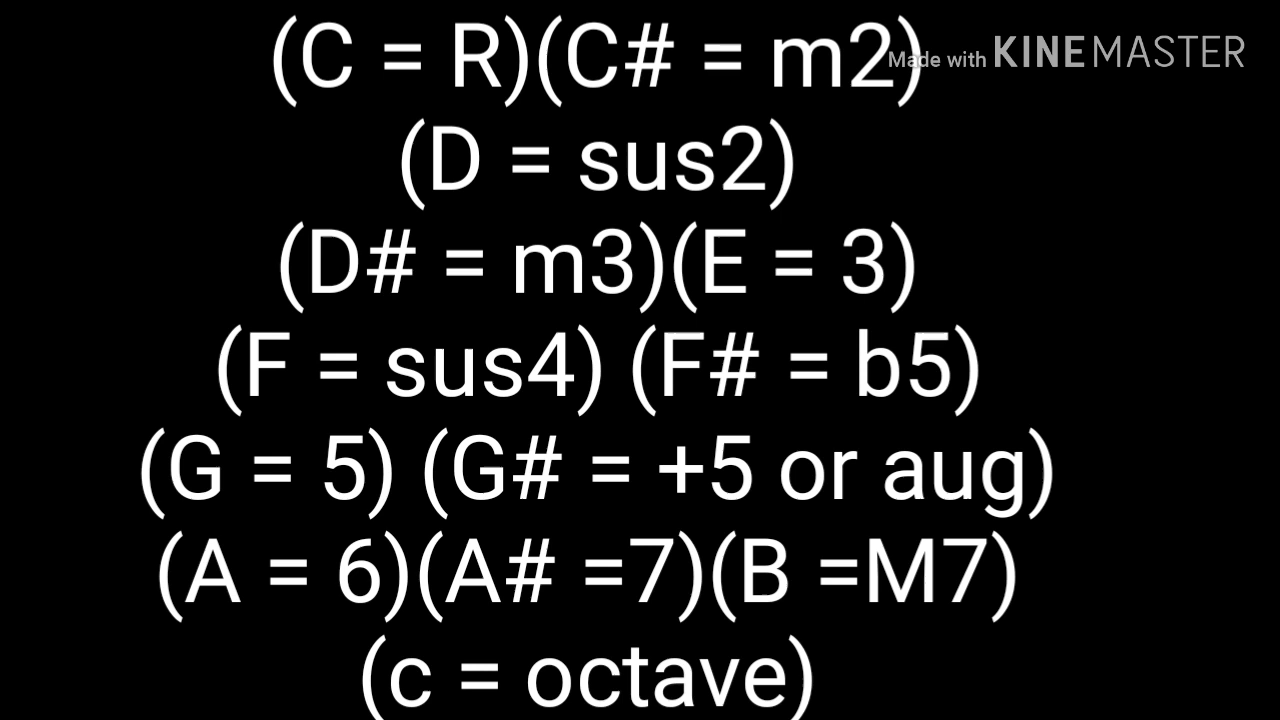 (C = R)(C# = m2)
Made with KINEMASTER
(D = sus2)
(D# = m3)(E = 3)
(F = sus4) (F# = b5)
(G = 5) (G# = +5 or aug)
(A = 6)(A# =7)(B =M7)
(c = octave)